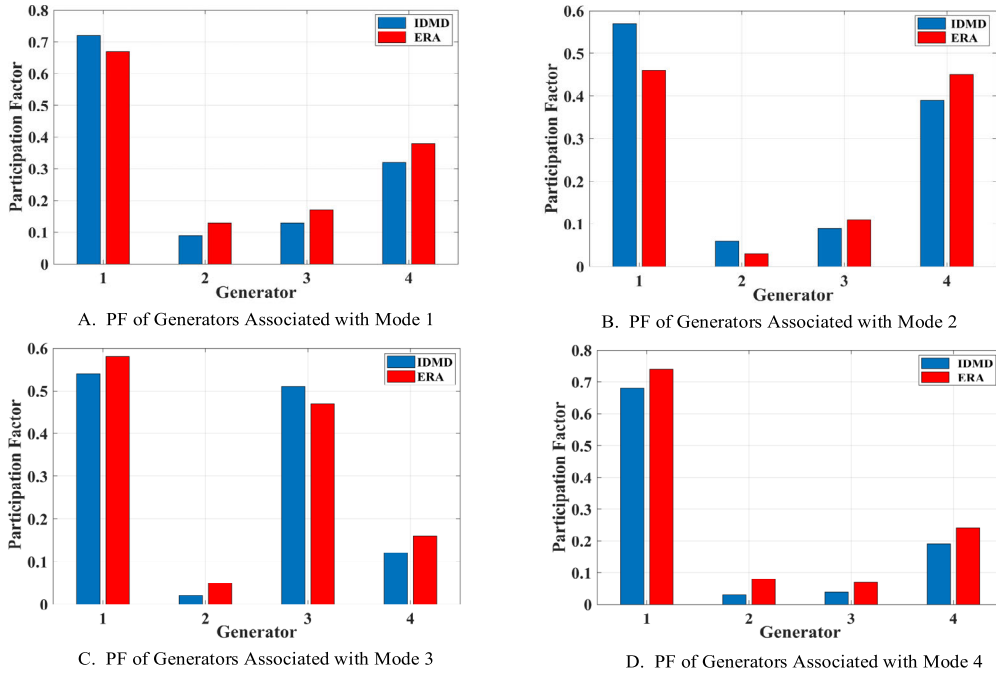 0.8
0.7
0.6
0.5
0.4
0.3
0.2
0.1
0
Participation Factor
IDMD
ERA
1 2 3 4
Generator
A. PF of Generators Associated with Mode 1
0.6
0.5
0.4
0.3
0.2
0.1
0
Participation Factor
IDMD
ERA
1 2 3 4
Generator
B. PF of Generators Associated with Mode 2
0.6
0.5
0.4
0.3
0.2
0.1
0
Participation Factor
IDMD
ERA
1 2 3 4
Generator
C. PF of Generators Associated with Mode 3
0.8
0.7
0.6
0.5
0.4
0.3
0.2
0.1
0
Participation Factor
IDMD
ERA
1 2 3 4
Generator
D. PF of Generators Associated with Mode 4